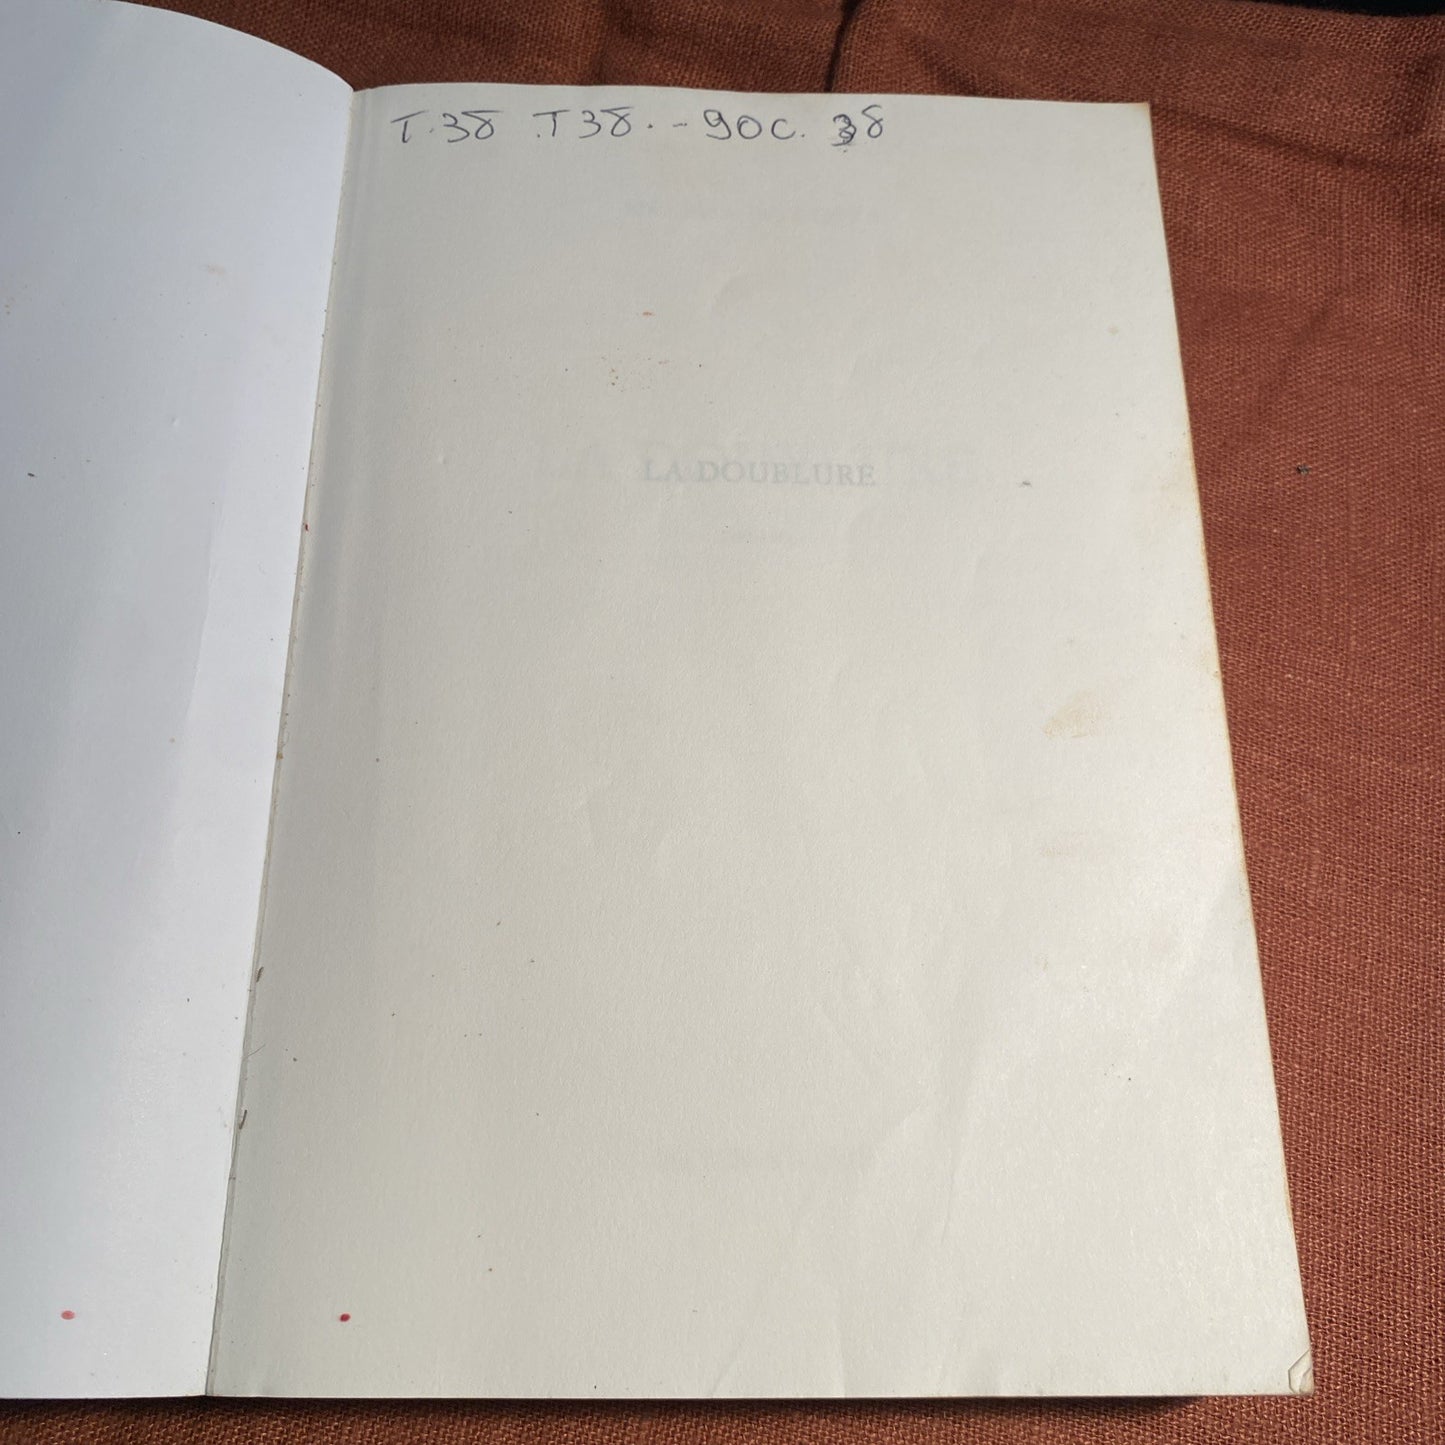 T.38 .T38. - 90C. 38
LA DOUBLURE